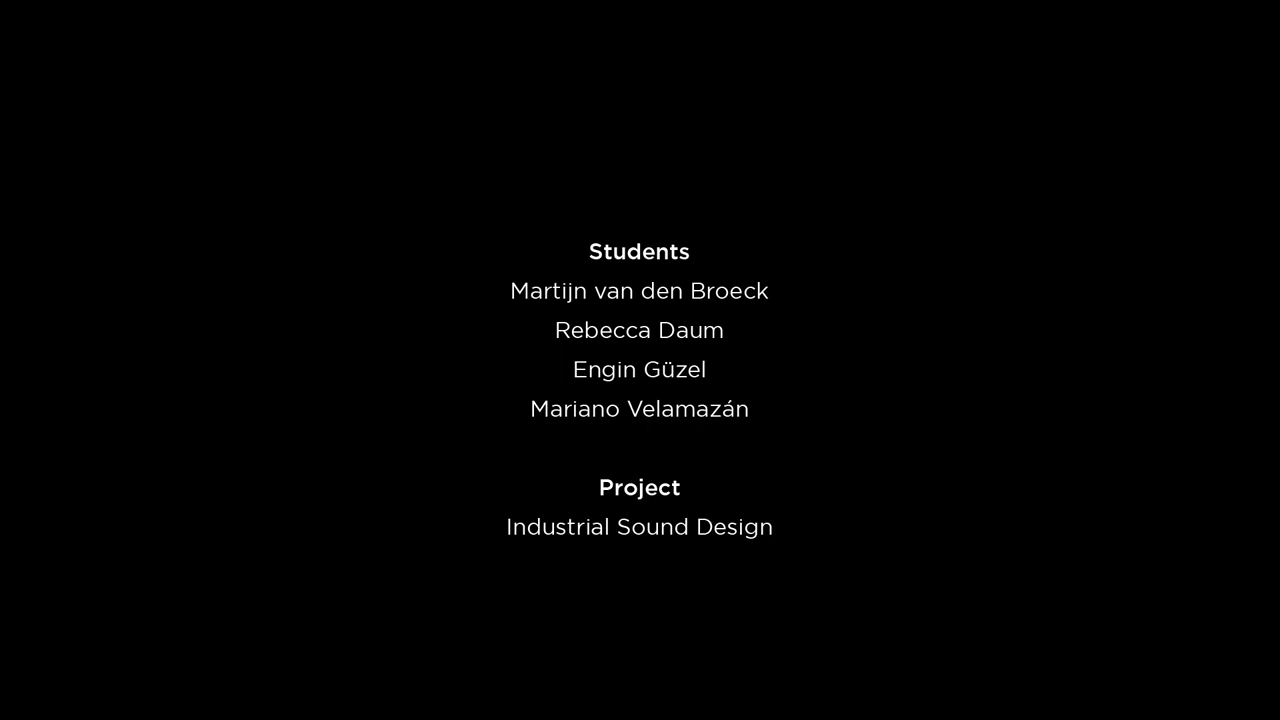 Students
Martijn van den Broeck
Rebecca Daum
Engin Güzel
Mariano Velamazán
Project
Industrial Sound Design